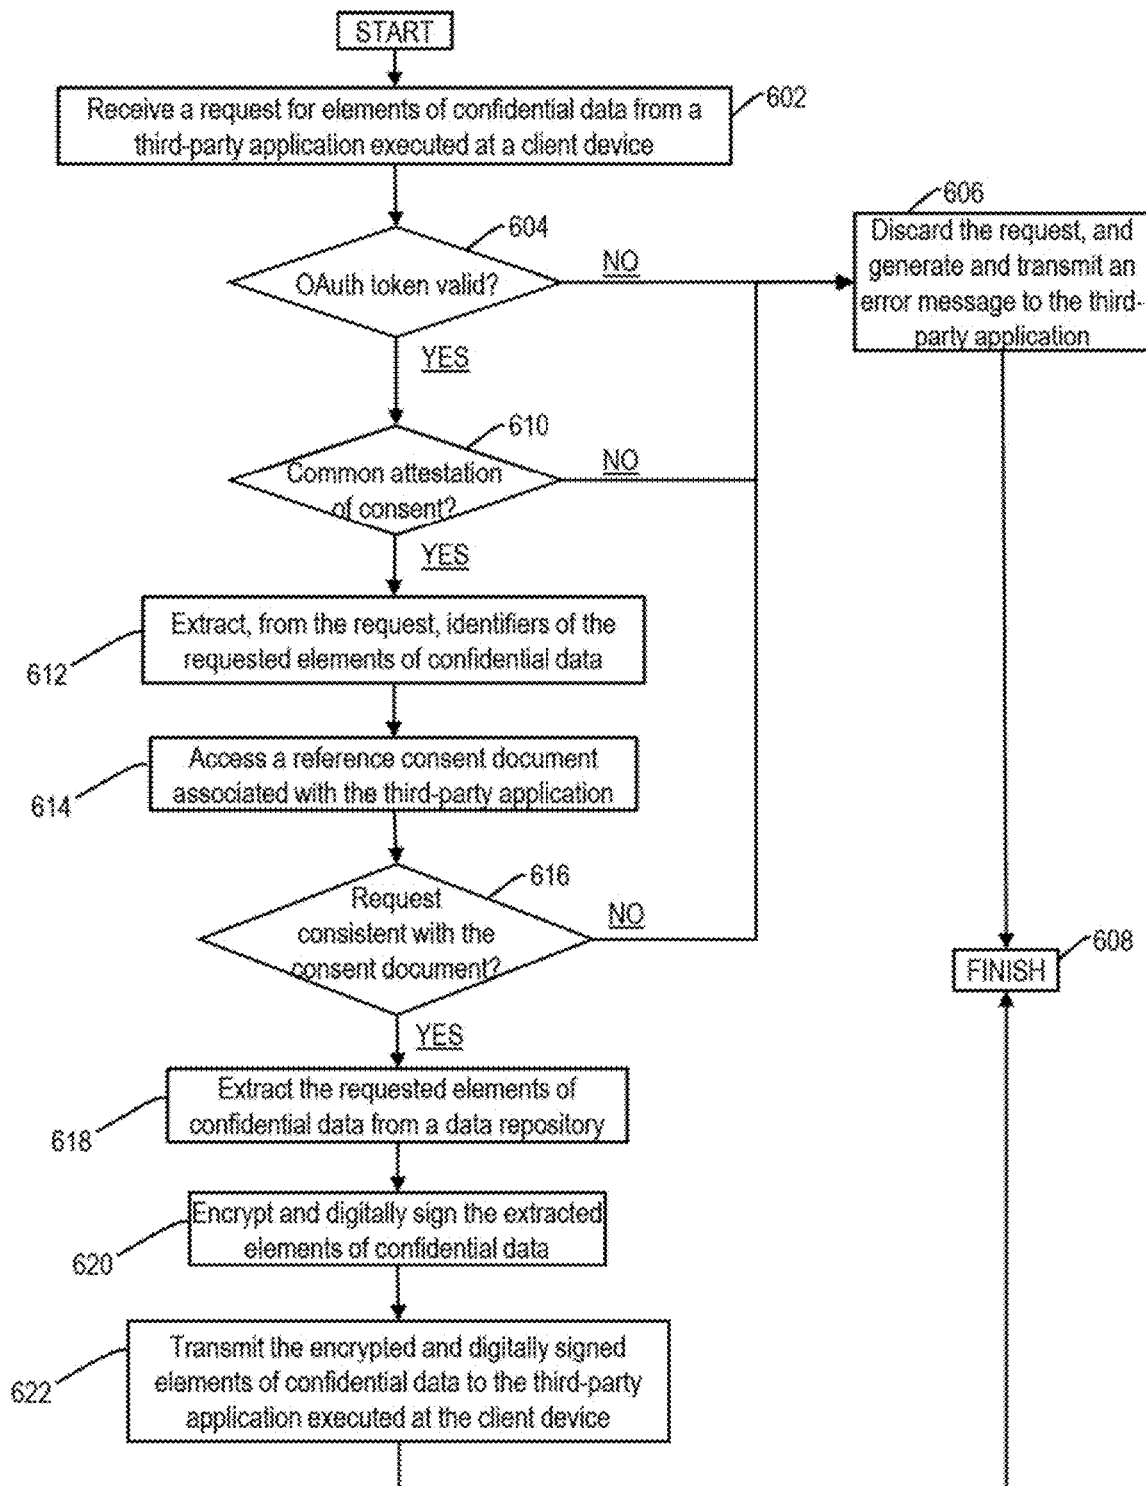 START
Receive a request for elements of confidential data from a
third-party application executed at a client device
602
604
OAuth token valid?
NO
YES
606
Discard the request, and
generate and transmit an
error message to the third-
party application
610
Common attestation
of consent?
NO
YES
Extract, from the request, identifiers of the
requested elements of confidential data
612
Access a reference consent document
associated with the third-party application
614
616
Request
consistent with the
consent document?
NO
YES
608
FINISH
Extract the requested elements of
confidential data from a data repository
618
Encrypt and digitally sign the extracted
elements of confidential data
620
Transmit the encrypted and digitally signed
elements of confidential data to the third-party
application executed at the client device
622